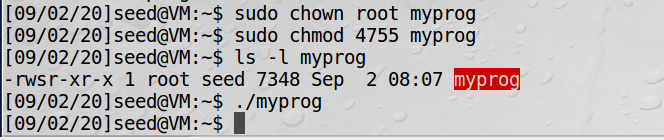 [09/02/20]seed@VM:~$ sudo chown root myprog
[09/02/20]seed@VM:~$ sudo chmod 4755 myprog
[09/02/20]seed@VM:~$ ls -l myprog
-rwsr-xr-x 1 root seed 7348 Sep  2 08:07 myprog
[09/02/20]seed@VM:~$ ./myprog
[09/02/20]seed@VM:~$